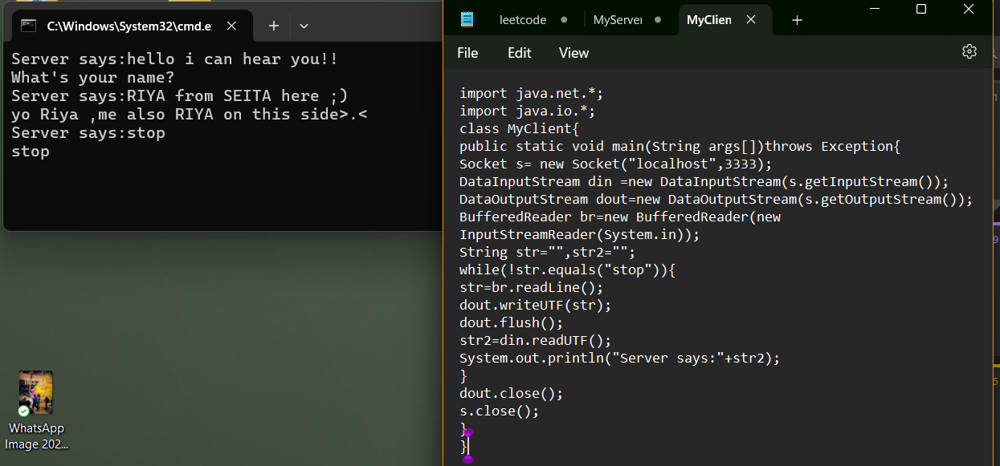 C:\Windows\System32\cmd.e
Server says:hello i can hear you!!
What's your name?
Server says:RIYA from SEITA here ;)
yo Riya ,me also RIYA on this side>.<
Server says:stop
stop
WhatsApp
Image 202...
leetcode
MyServer
MyClien
File Edit View
import java.net.*;
import java.io.*;
class MyClient{
public static void main(String args[])throws Exception{
Socket s= new Socket("localhost",3333);
DataInputStream din =new DataInputStream(s.getInputStream());
DataOutputStream dout=new DataOutputStream(s.getOutputStream());
BufferedReader br=new BufferedReader(new
InputStreamReader(System.in));
String str="",str2="";
while(!str.equals("stop")){
str=br.readLine();
dout.writeUTF(str);
dout.flush();
str2=din.readUTF();
System.out.println("Server says:"+str2);
}
dout.close();
s.close();
}
}